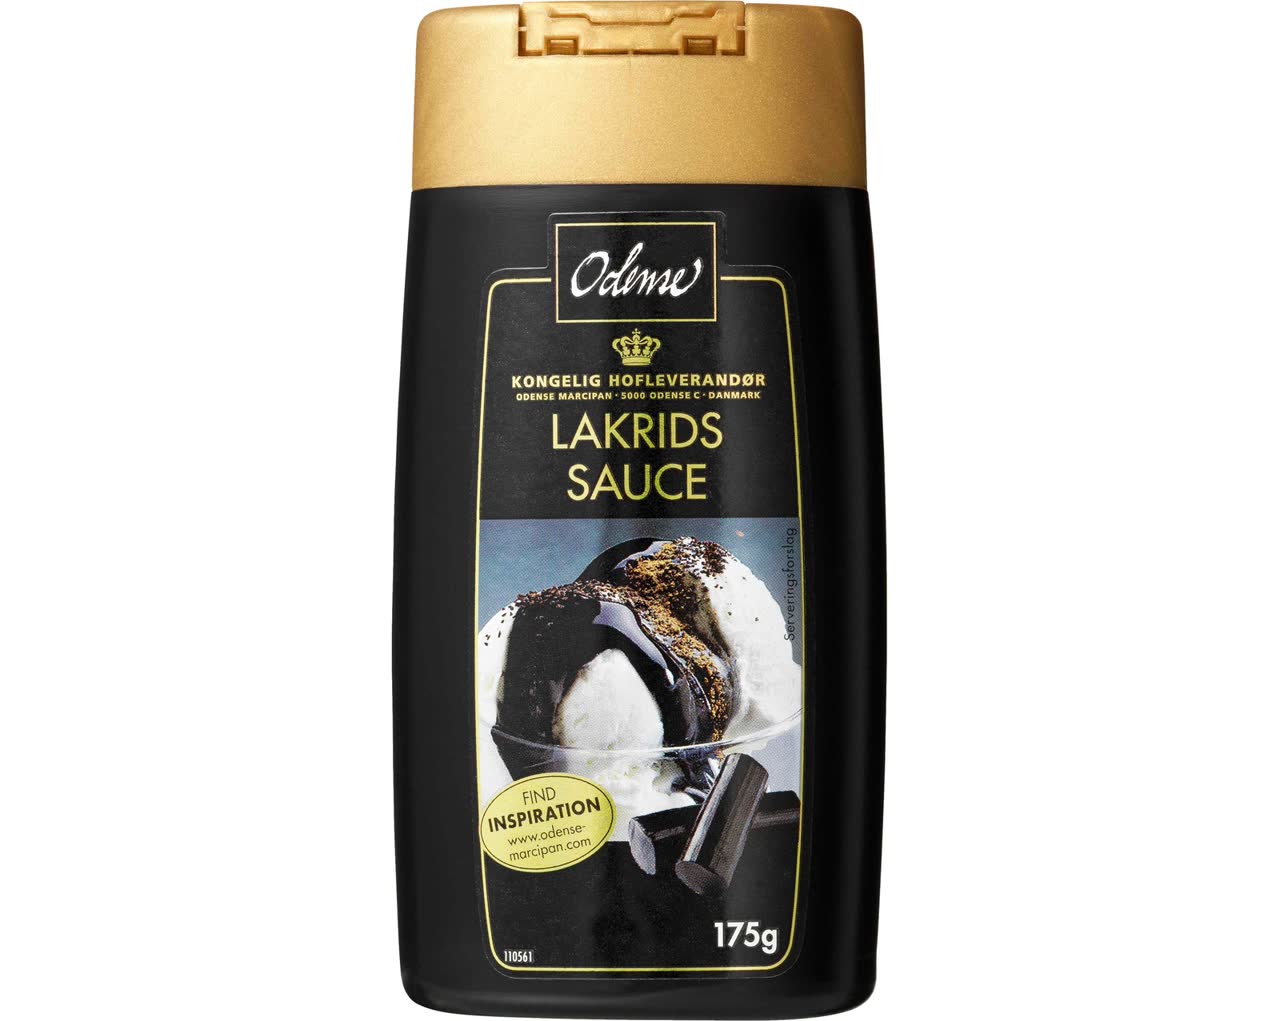 Odense
KONGELIG HOFLEVERANDØR
ODENSE MARCIPAN · 5000 ODENSE C · DANMARK
LAKRIDS
SAUCE
Serveringsforslag
FIND
INSPIRATION
www.odense-
marcipan.com
175g
110561